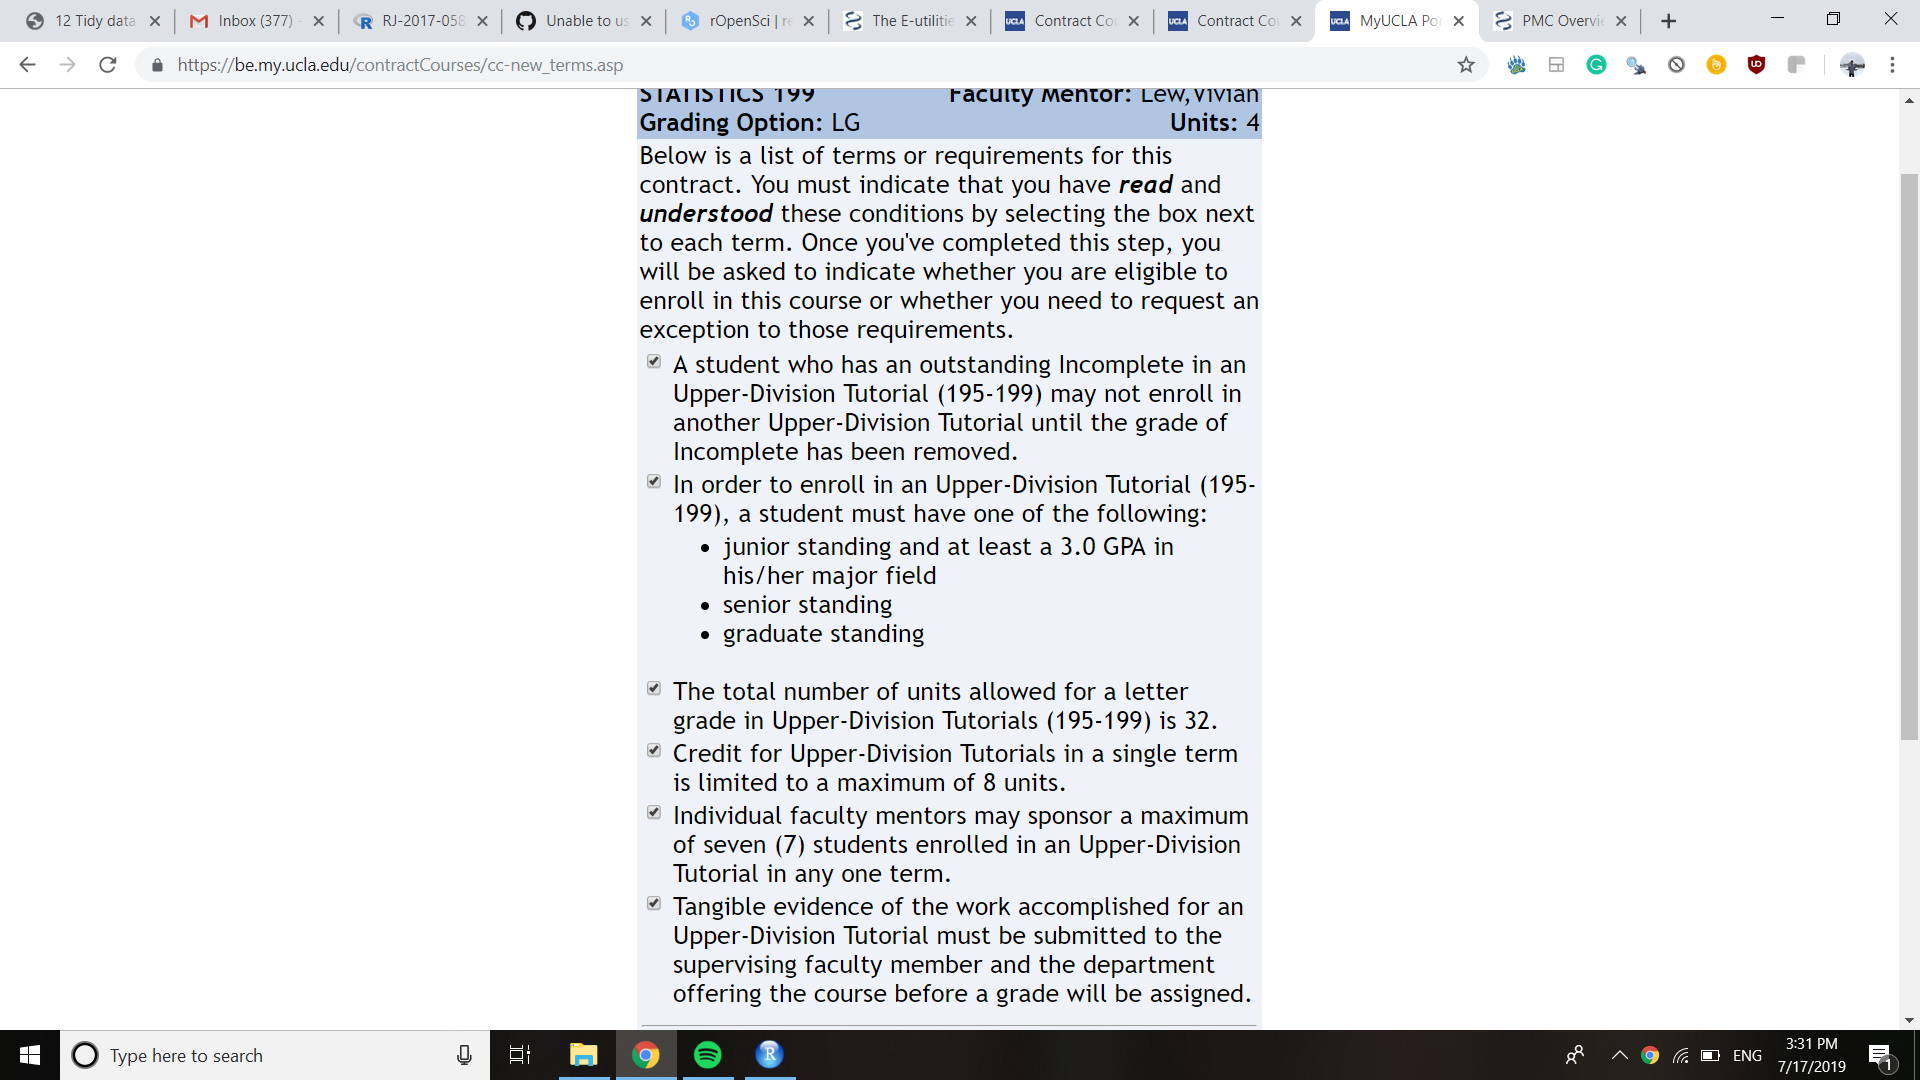 12 Tidy data
Inbox (377) -
RJ-2017-058
Unable to us
rOpenSci | re
The E-utilitie
UCLA Contract Cou
UCLA Contract Cou
UCLA MyUCLA Por
PMC Overvie
https://be.my.ucla.edu/contractCourses/cc-new_terms.asp
STATISTICS 199 Faculty Mentor: Lew,Vivian
Grading Option: LG Units: 4
Below is a list of terms or requirements for this
contract. You must indicate that you have read and
understood these conditions by selecting the box next
to each term. Once you've completed this step, you
will be asked to indicate whether you are eligible to
enroll in this course or whether you need to request an
exception to those requirements.
A student who has an outstanding Incomplete in an
Upper-Division Tutorial (195-199) may not enroll in
another Upper-Division Tutorial until the grade of
Incomplete has been removed.
In order to enroll in an Upper-Division Tutorial (195-
199), a student must have one of the following:
• junior standing and at least a 3.0 GPA in
his/her major field
• senior standing
• graduate standing
The total number of units allowed for a letter
grade in Upper-Division Tutorials (195-199) is 32.
Credit for Upper-Division Tutorials in a single term
is limited to a maximum of 8 units.
Individual faculty mentors may sponsor a maximum
of seven (7) students enrolled in an Upper-Division
Tutorial in any one term.
Tangible evidence of the work accomplished for an
Upper-Division Tutorial must be submitted to the
supervising faculty member and the department
offering the course before a grade will be assigned.
Type here to search
ENG
3:31 PM
7/17/2019
1